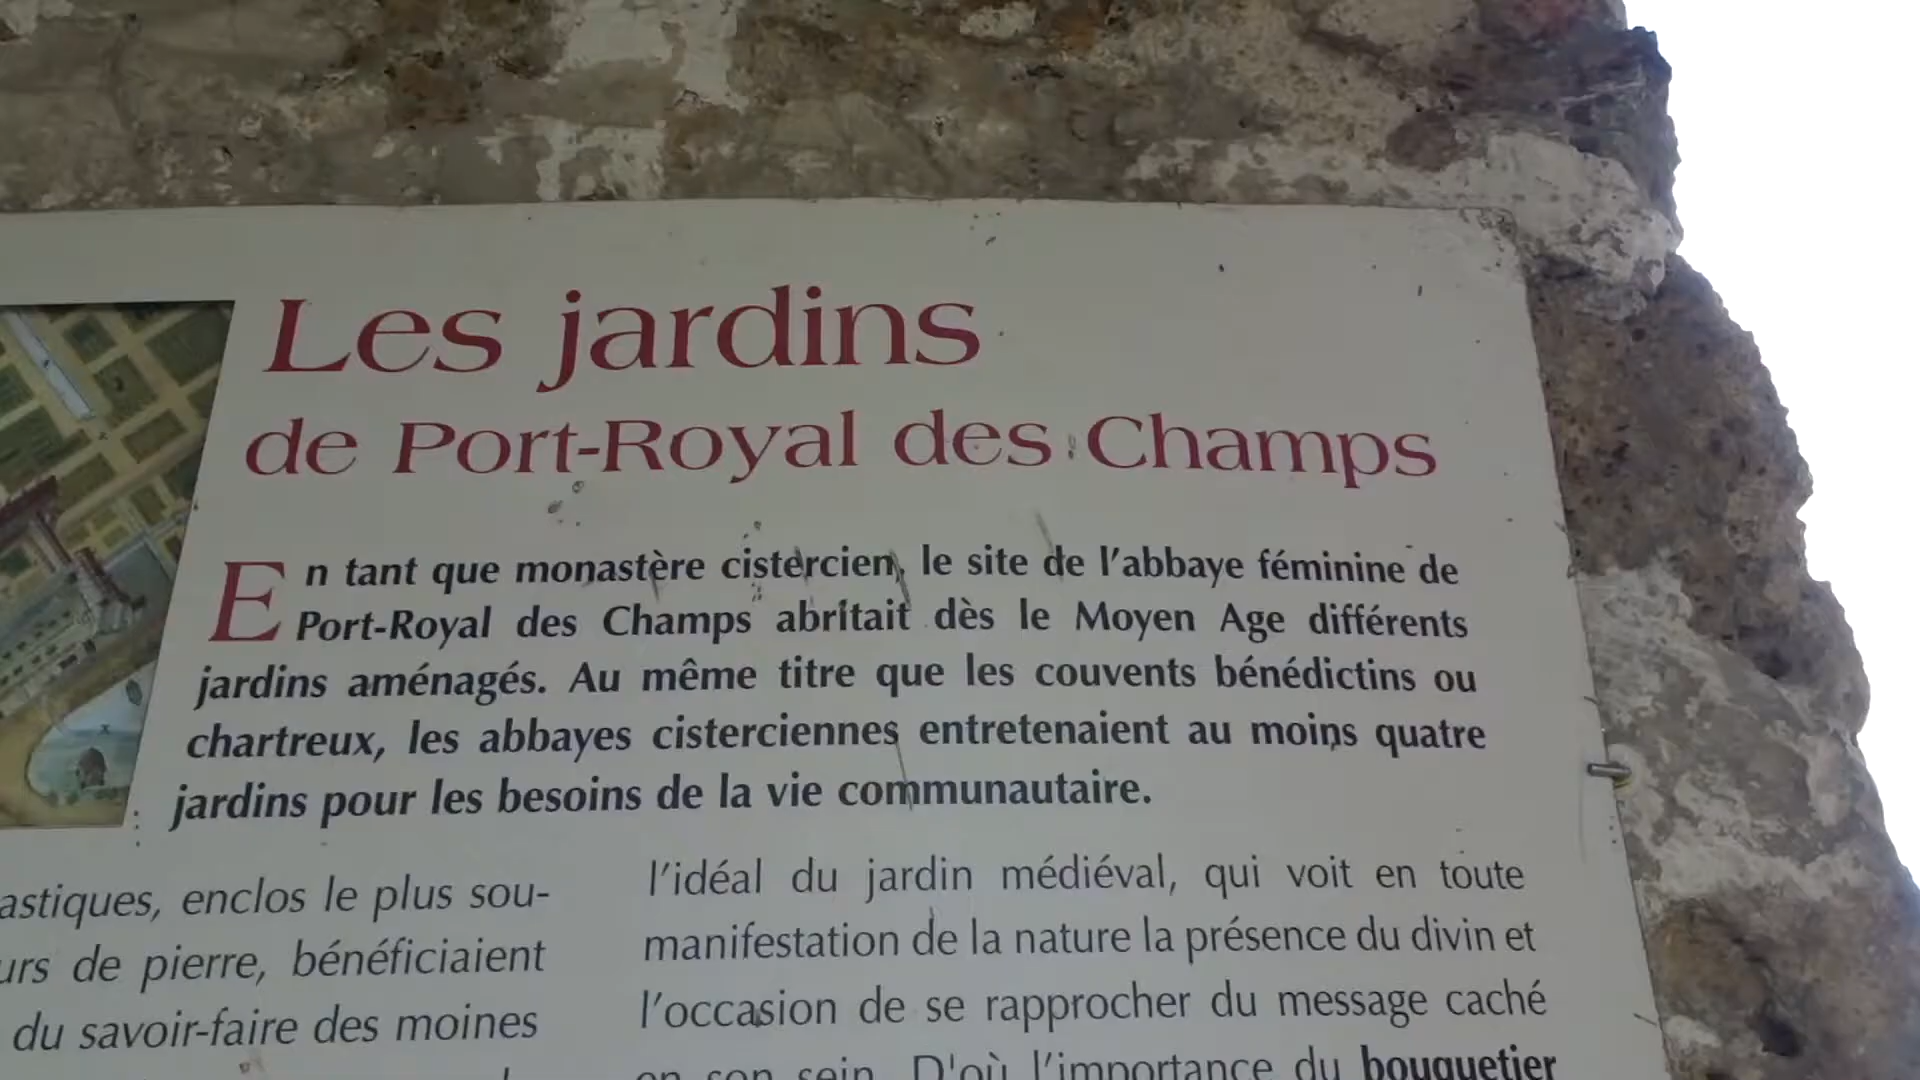 Les jardins
de Port-Royal des Champs
En tant que monastère cistercien, le site de l'abbaye féminine de
Port-Royal des Champs abritait dès le Moyen Age différents
jardins aménagés. Au même titre que les couvents bénédictins ou
chartreux, les abbayes cisterciennes entretenaient au moins quatre
jardins pour les besoins de la vie communautaire.
enclos le plus sou-
de pierre, bénéficiaient
du savoir-faire des moines
l'idéal du jardin médiéval, qui voit en toute
manifestation de la nature la présence du divin et
l'occasion de se rapprocher du message caché
en son sein. D'où l'importance du bouquetier